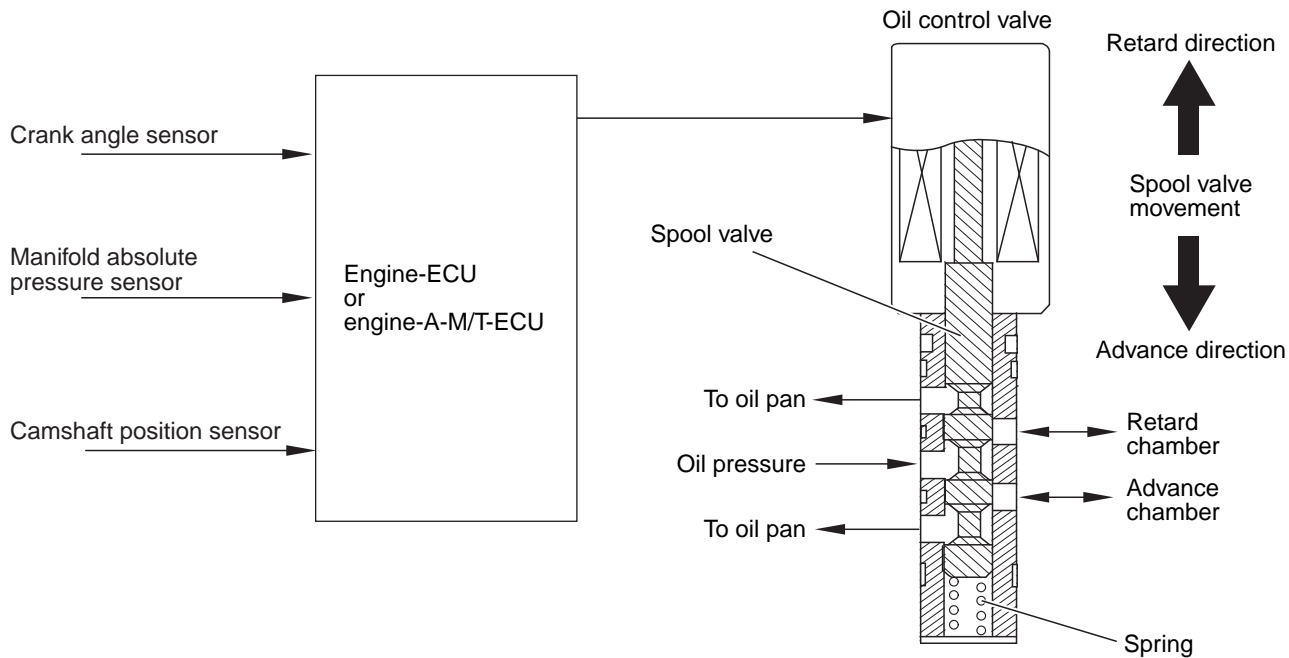 Oil control valve
Retard direction
Crank angle sensor
Spool valve
movement
Spool valve
Manifold absolute
pressure sensor
Engine-ECU
or
engine-A-M/T-ECU
Advance direction
To oil pan
Camshaft position sensor
Retard
chamber
Oil pressure
Advance
chamber
To oil pan
Spring